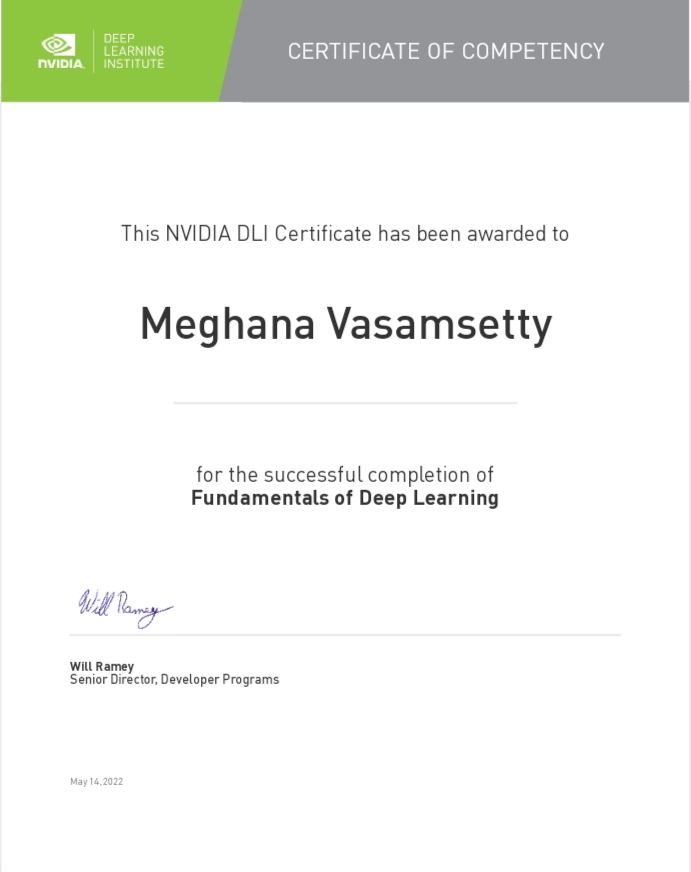 NVIDIA
DEEP
LEARNING
INSTITUTE
CERTIFICATE OF COMPETENCY
This NVIDIA DLI Certificate has been awarded to
Meghana Vasamsetty
for the successful completion of
Fundamentals of Deep Learning
Will Ramey
Will Ramey
Senior Director, Developer Programs
May 14, 2022